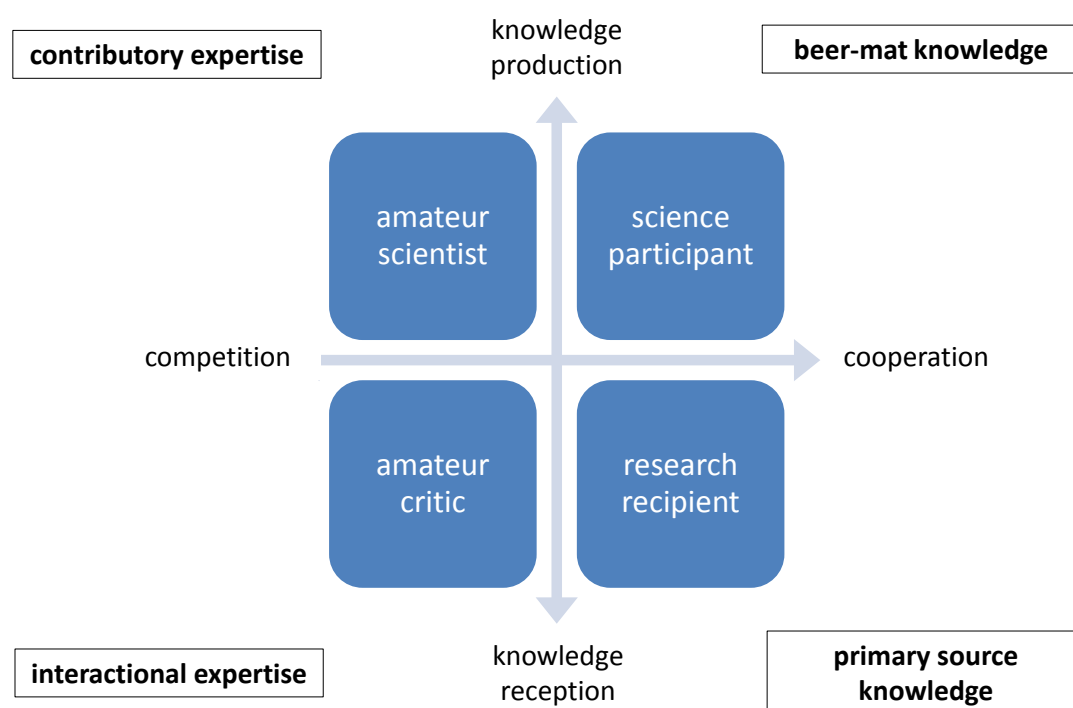 contributory expertise
knowledge
production
beer-mat knowledge
amateur
scientist
science
participant
competition
cooperation
amateur
critic
research
recipient
interactional expertise
knowledge
reception
primary source
knowledge